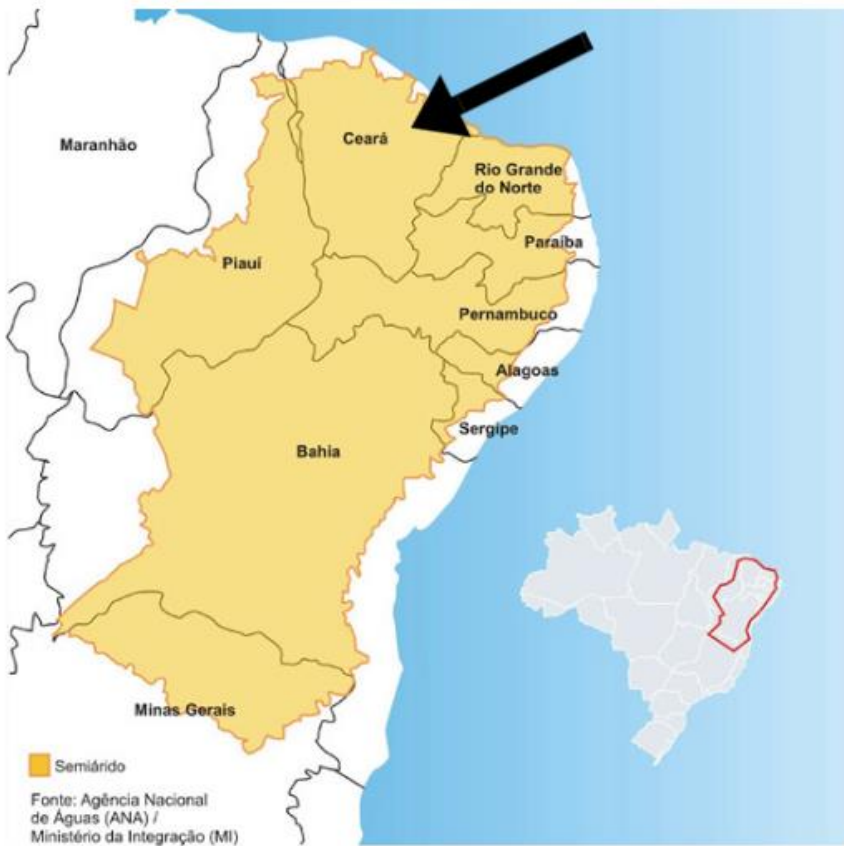 Maranhão
Ceará
Rio Grande
do Norte
Paraíba
Piauí
Pernambuco
Alagoas
Sergipe
Bahia
Minas Gerais
Semiárido
Fonte: Agência Nacional
de Águas (ANA) /
Ministério da Integração (MI)